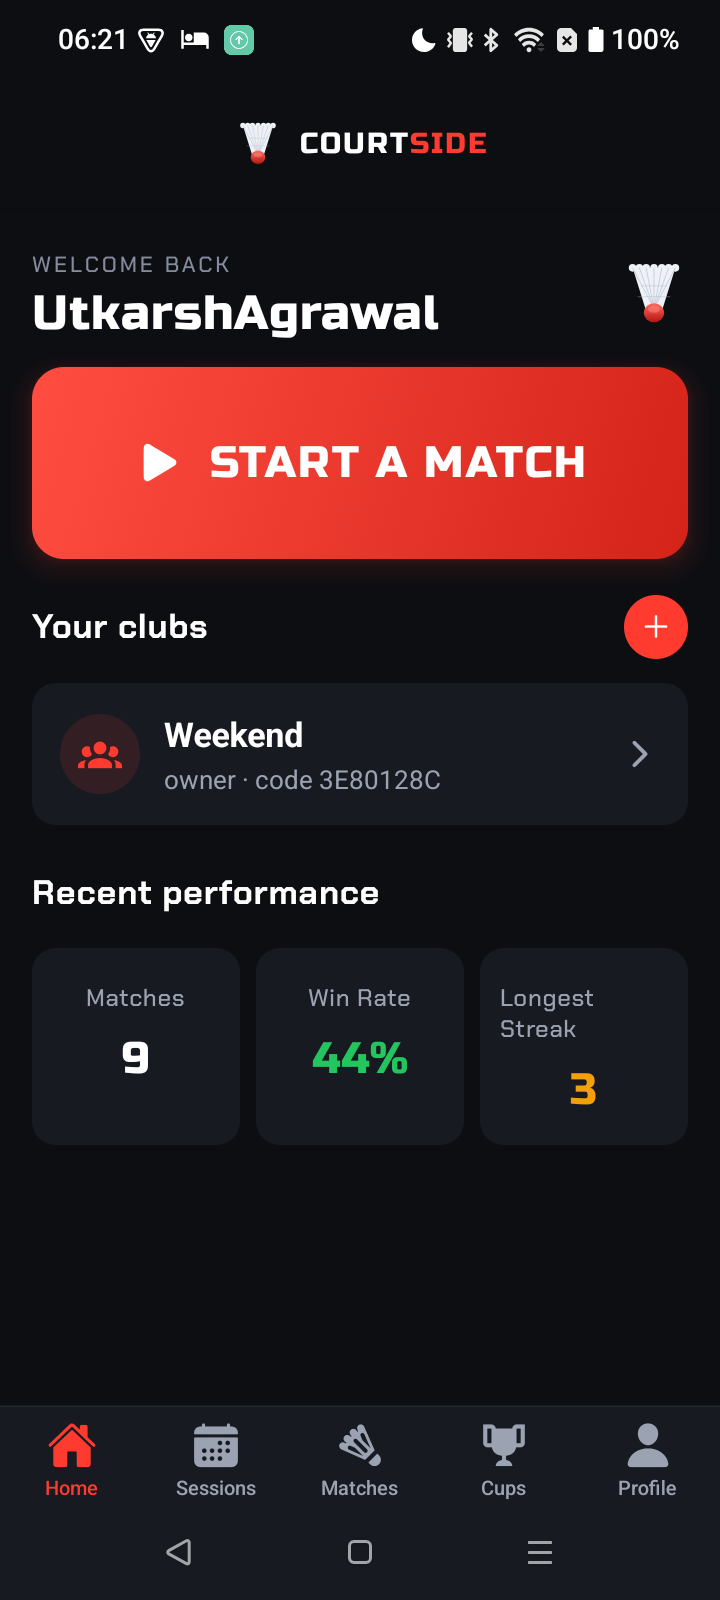 06:21
100%
COURTSIDE
WELCOME BACK
UtkarshAgrawal
START A MATCH
Your clubs
Weekend
owner · code 3E80128C
Recent performance
Matches
9
Win Rate
44%
Longest
Streak
3
Home
Sessions
Matches
Cups
Profile